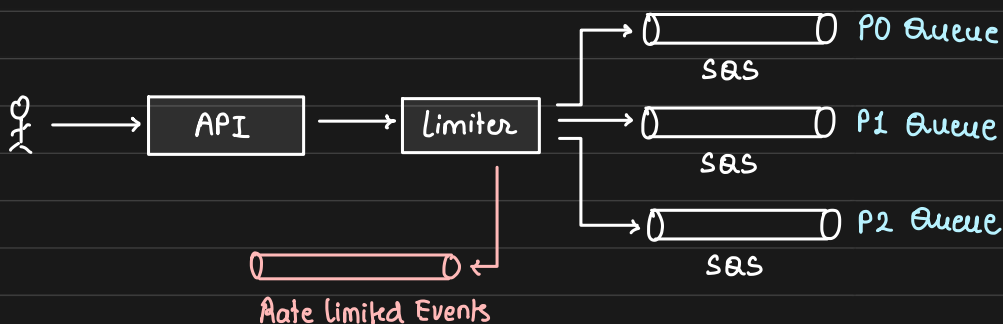 P0 Queue
SQS
API
Limiter
P1 Queue
SQS
P2 Queue
SQS
Rate limited Events